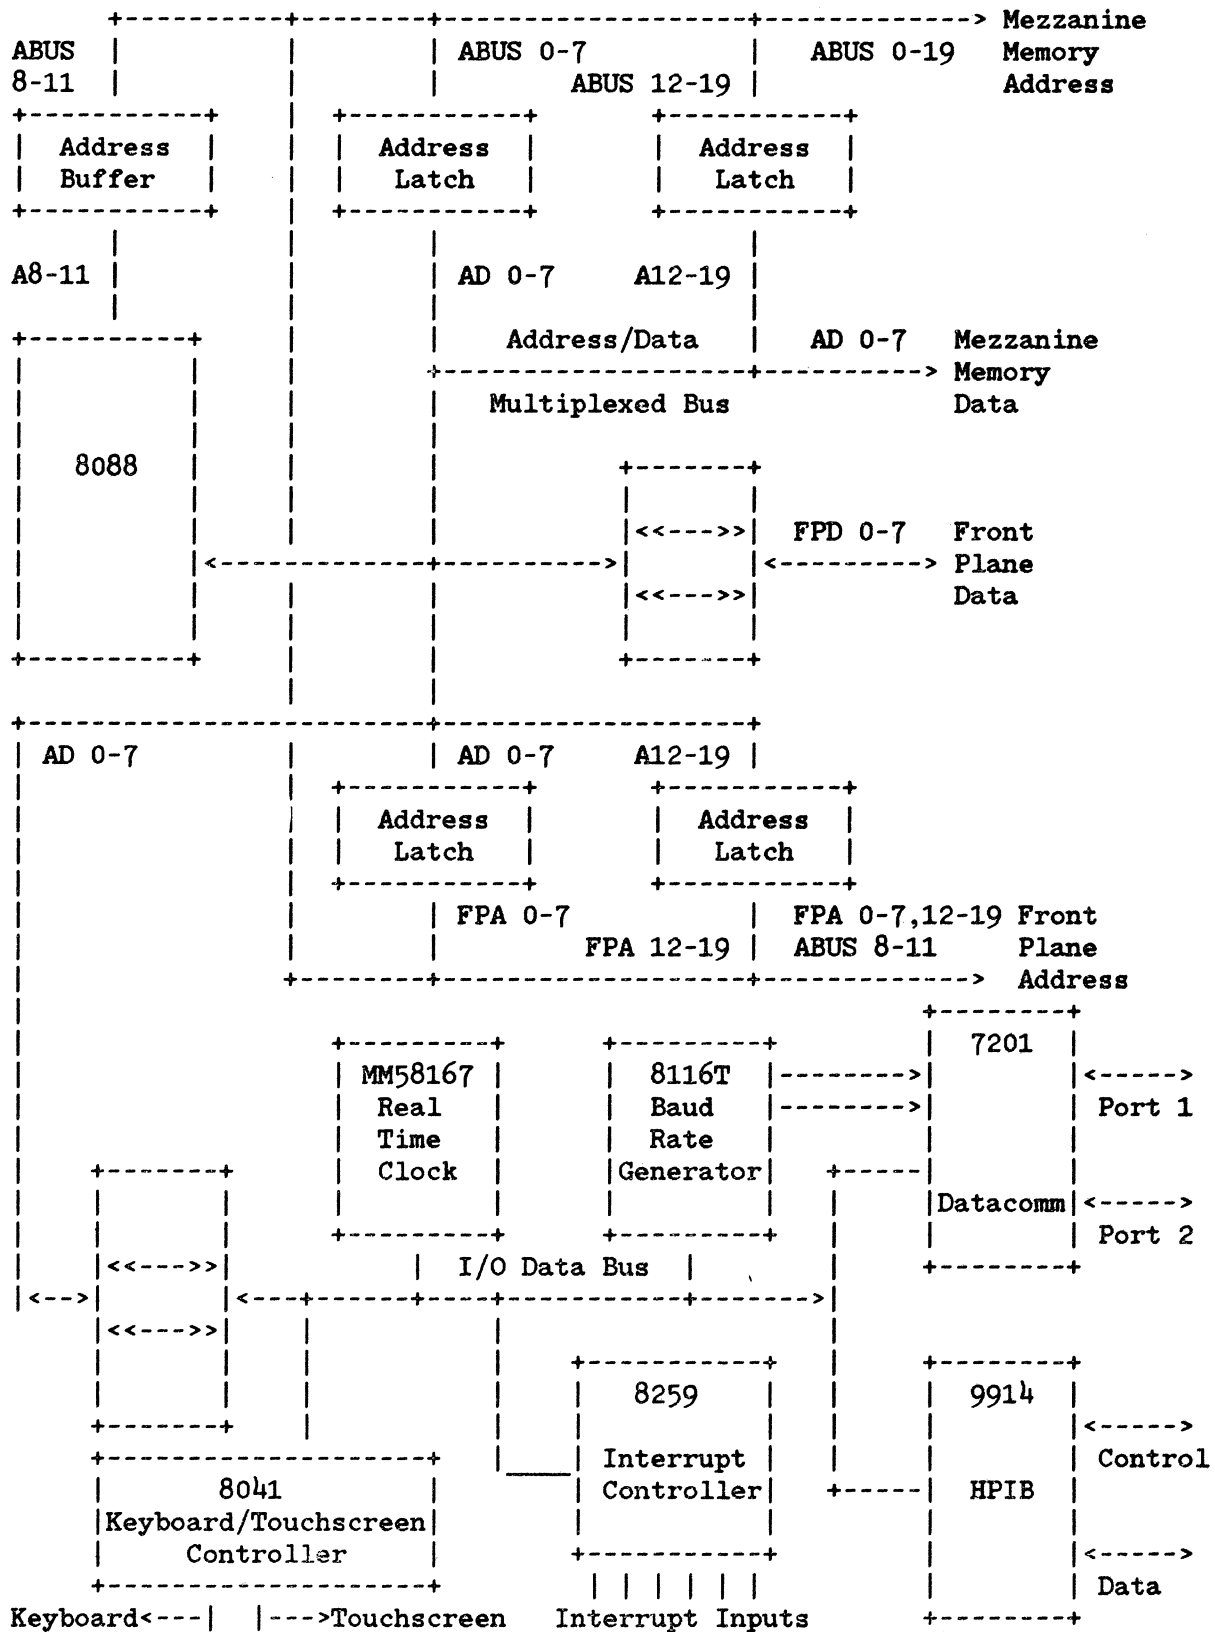 Mezzanine
ABUS ABUS 0-7 ABUS 0-19 Memory
8-11 ABUS 12-19 Address
Address Address Address
Buffer Latch Latch
A8-11 AD 0-7 A12-19
Address/Data AD 0-7 Mezzanine
Memory
Multiplexed Bus Data
8088
FPD 0-7 Front
Plane
Data
AD 0-7 AD 0-7 A12-19
Address Address
Latch Latch
FPA 0-7 FPA 0-7,12-19 Front
FPA 12-19 ABUS 8-11 Plane
Address
7201
MM58167 8116T
Real Baud Port 1
Time Rate
Clock Generator
Datacomm
Port 2
I/O Data Bus
8259 9914
Interrupt Control
8041 Controller HPIB
Keyboard/Touchscreen
Controller
Data
Keyboard Touchscreen Interrupt Inputs